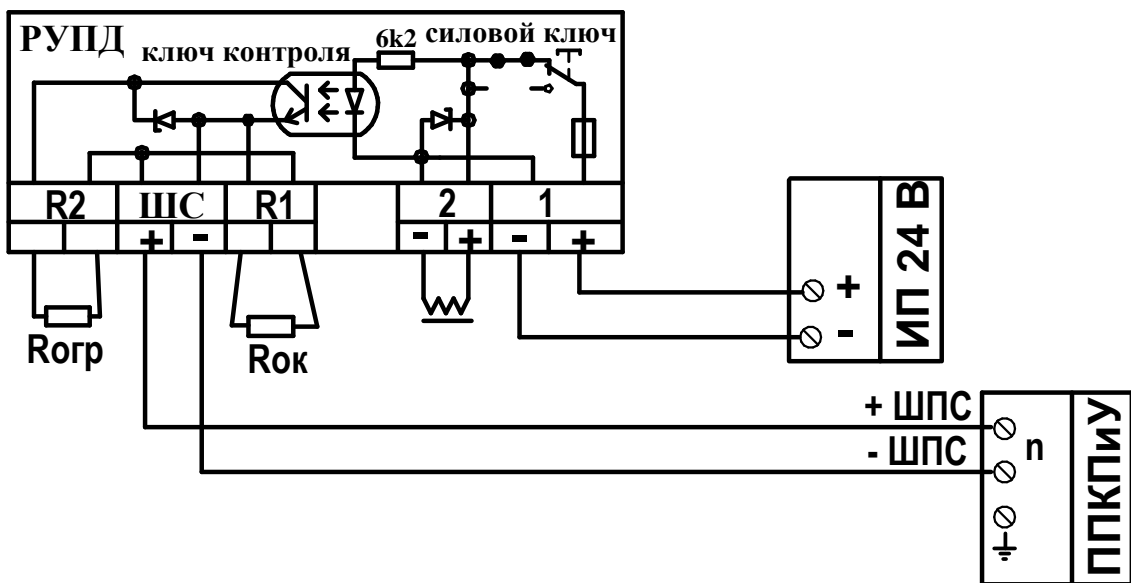 РУПД
ключ контроля
6k2
силовой ключ
R2 ШС R1 2 1
+ - - + - +
Rогр
Rок
+
-
ИП 24 В
+ ШПС
- ШПС
n
ППКПиУ